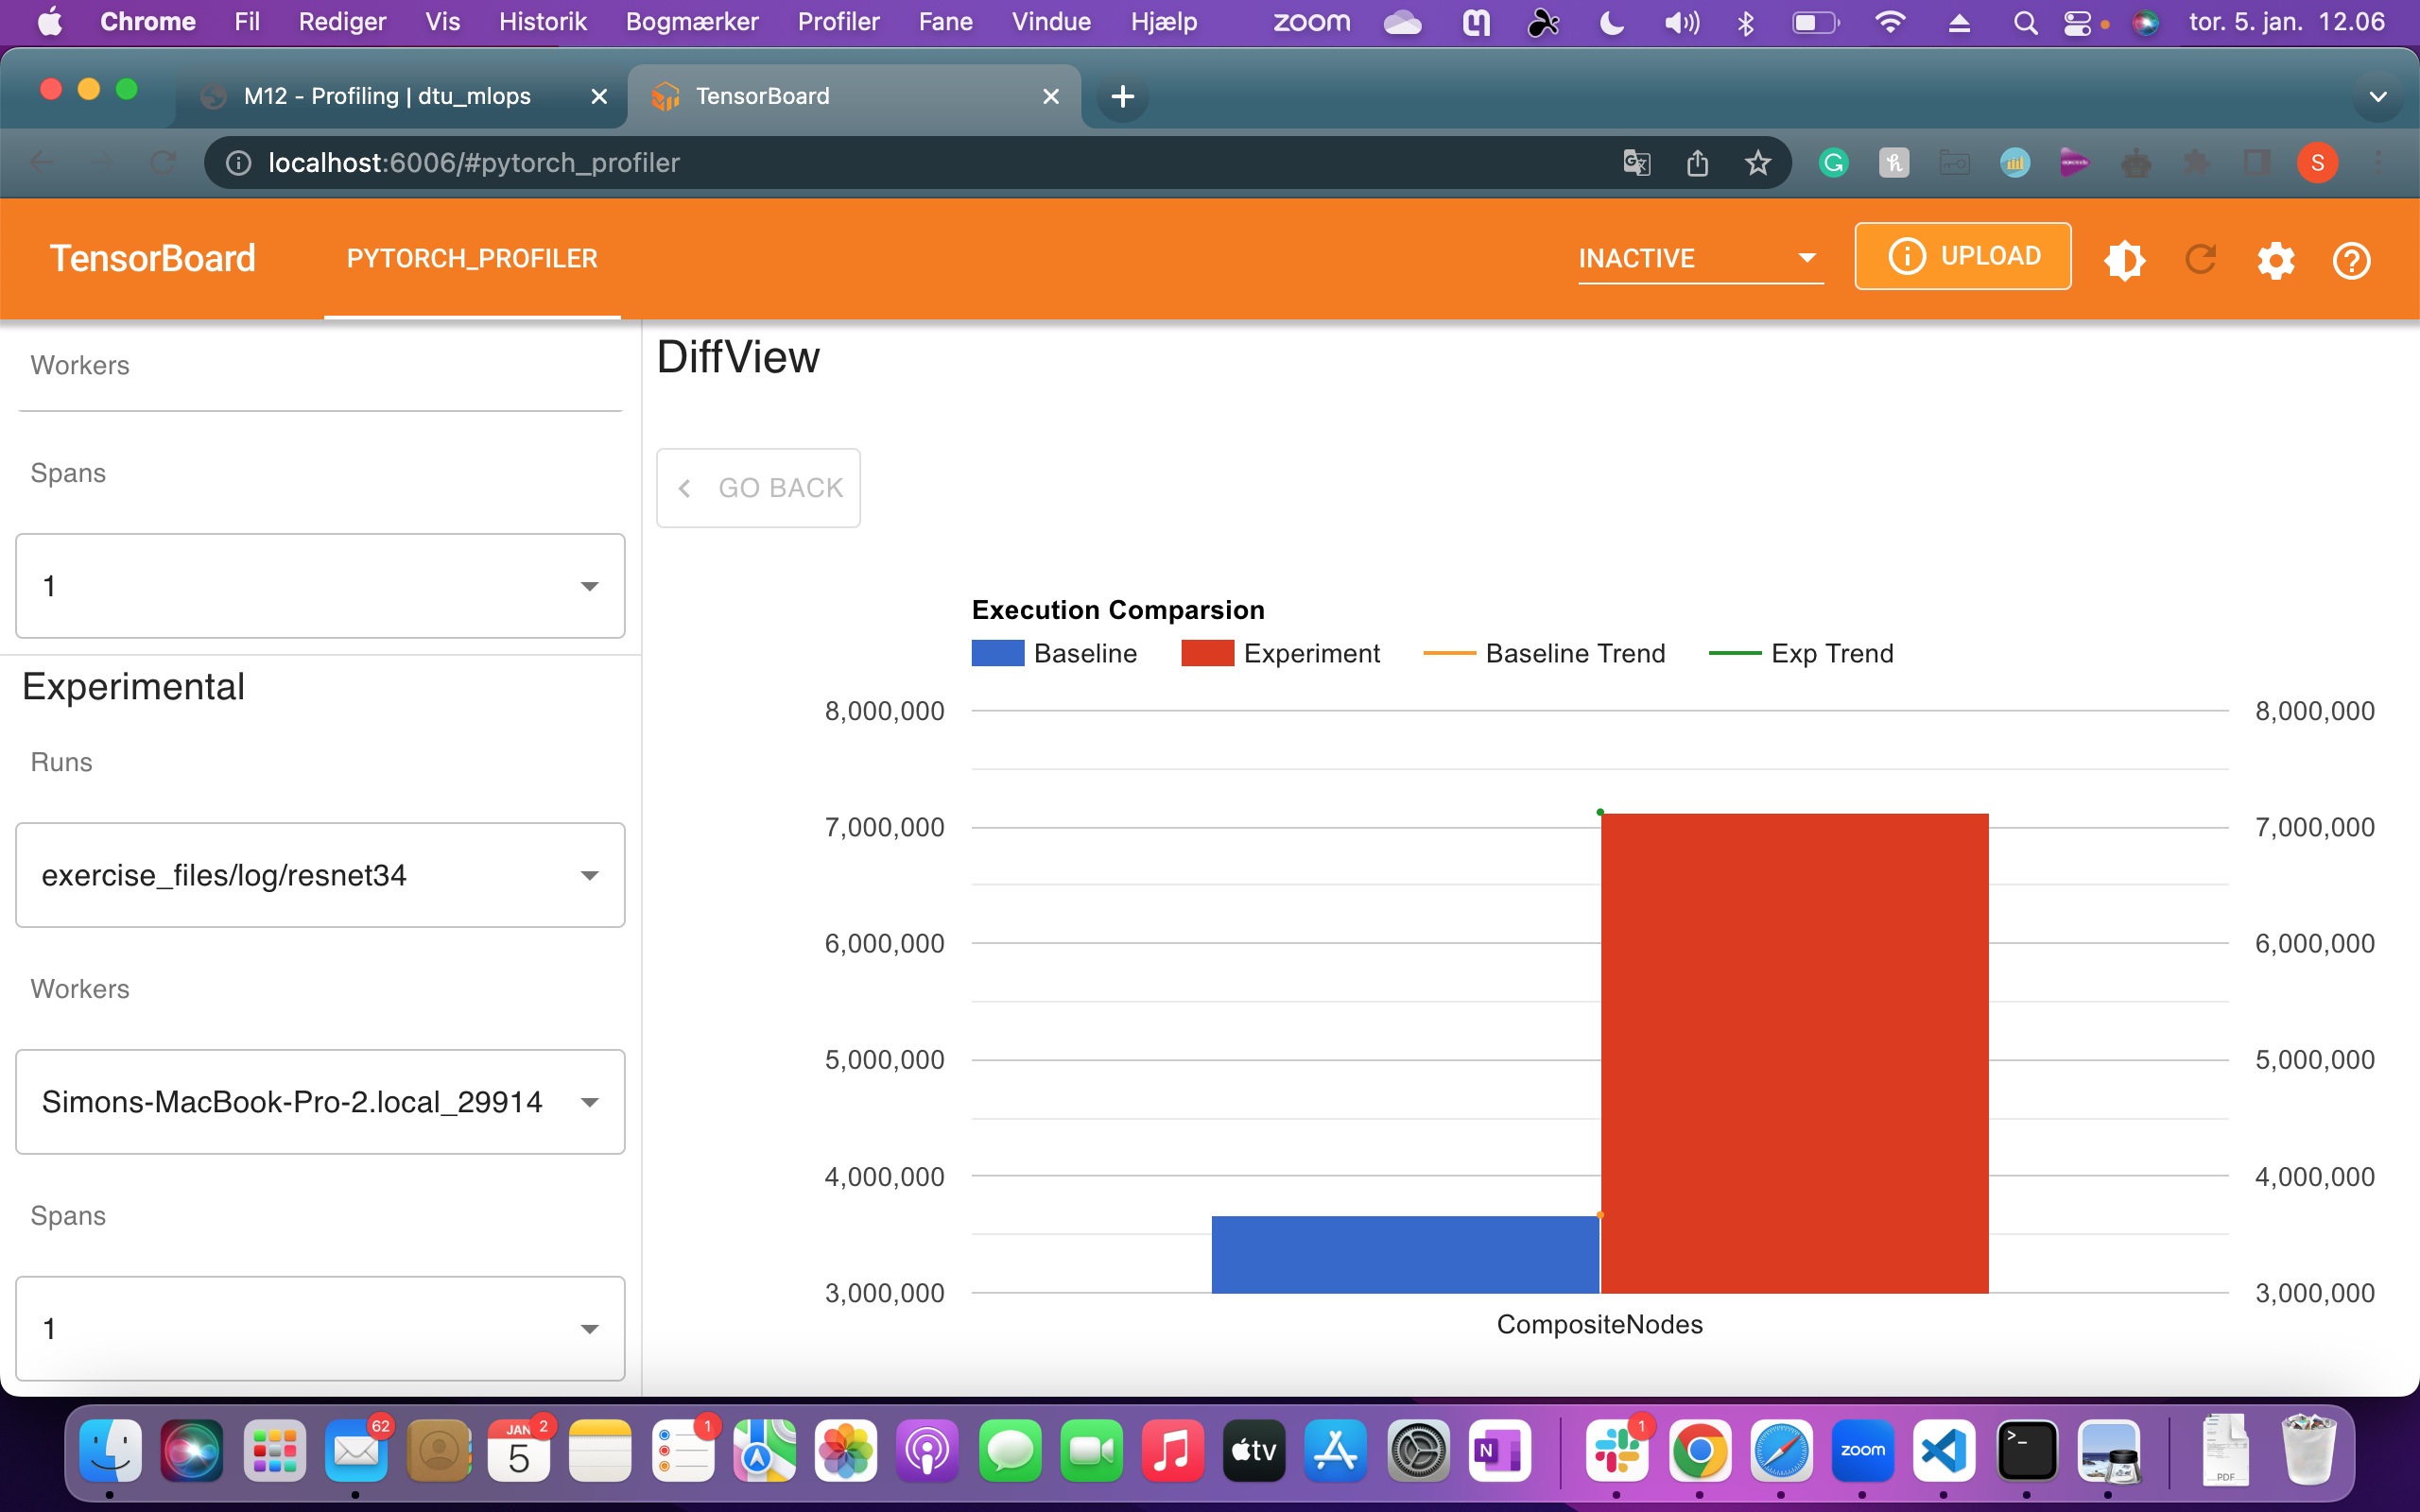 Chrome Fil Rediger Vis Historik Bogmærker Profiler Fane Vindue Hjælp zoom tor. 5. jan. 12.06
M12 - Profiling | dtu_mlops TensorBoard
localhost:6006/#pytorch_profiler S
TensorBoard PYTORCH_PROFILER INACTIVE UPLOAD
Workers
Spans
1
Experimental
Runs
exercise_files/log/resnet34
Workers
Simons-MacBook-Pro-2.local_29914
Spans
1
DiffView
GO BACK
Execution Comparsion
Baseline Experiment Baseline Trend Exp Trend
8,000,000 8,000,000
7,000,000 7,000,000
6,000,000 6,000,000
5,000,000 5,000,000
4,000,000 4,000,000
3,000,000 3,000,000
CompositeNodes
62 JAN 2 1 1
5 tv N zoom >_ PDF